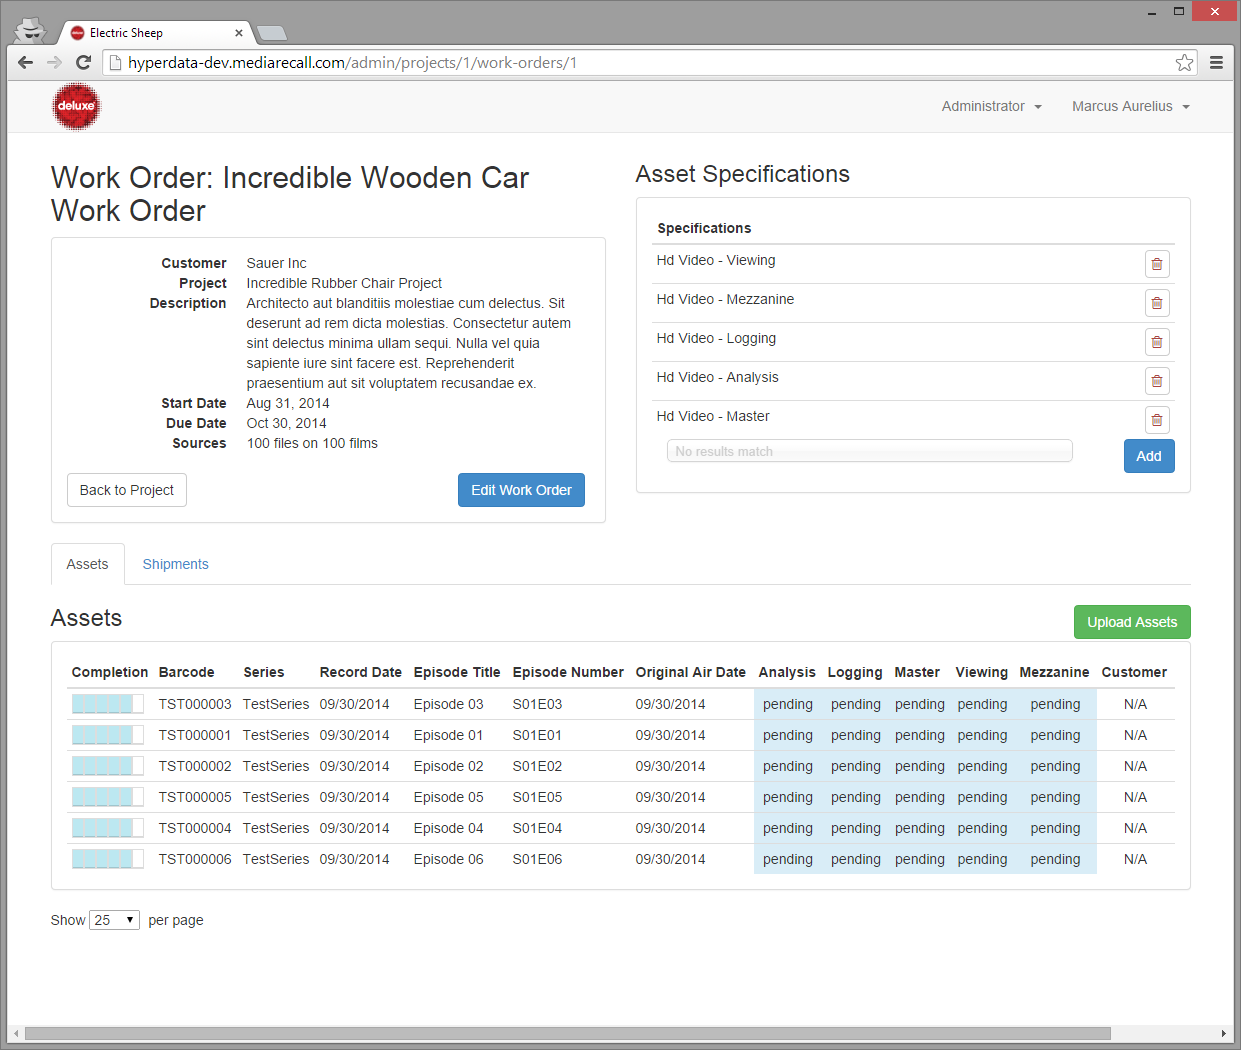 Electric Sheep
hyperdata-dev.mediarecall.com/admin/projects/1/work-orders/1
deluxe
Administrator
Marcus Aurelius
Work Order: Incredible Wooden Car
Work Order
Customer Sauer Inc
Project Incredible Rubber Chair Project
Description Architecto aut blanditiis molestiae cum delectus. Sit
deserunt ad rem dicta molestias. Consectetur autem
sint delectus minima ullam sequi. Nulla vel quia
sapiente iure sint facere est. Reprehenderit
praesentium aut sit voluptatem recusandae ex.
Start Date Aug 31, 2014
Due Date Oct 30, 2014
Sources 100 files on 100 films
Back to Project
Edit Work Order
Asset Specifications
Specifications
Hd Video - Viewing
Hd Video - Mezzanine
Hd Video - Logging
Hd Video - Analysis
Hd Video - Master
No results match
Add
Assets
Shipments
Assets
Upload Assets
Completion Barcode Series Record Date Episode Title Episode Number Original Air Date Analysis Logging Master Viewing Mezzanine Customer
TST000003 TestSeries 09/30/2014 Episode 03 S01E03 09/30/2014 pending pending pending pending pending N/A
TST000001 TestSeries 09/30/2014 Episode 01 S01E01 09/30/2014 pending pending pending pending pending N/A
TST000002 TestSeries 09/30/2014 Episode 02 S01E02 09/30/2014 pending pending pending pending pending N/A
TST000005 TestSeries 09/30/2014 Episode 05 S01E05 09/30/2014 pending pending pending pending pending N/A
TST000004 TestSeries 09/30/2014 Episode 04 S01E04 09/30/2014 pending pending pending pending pending N/A
TST000006 TestSeries 09/30/2014 Episode 06 S01E06 09/30/2014 pending pending pending pending pending N/A
Show 25 per page